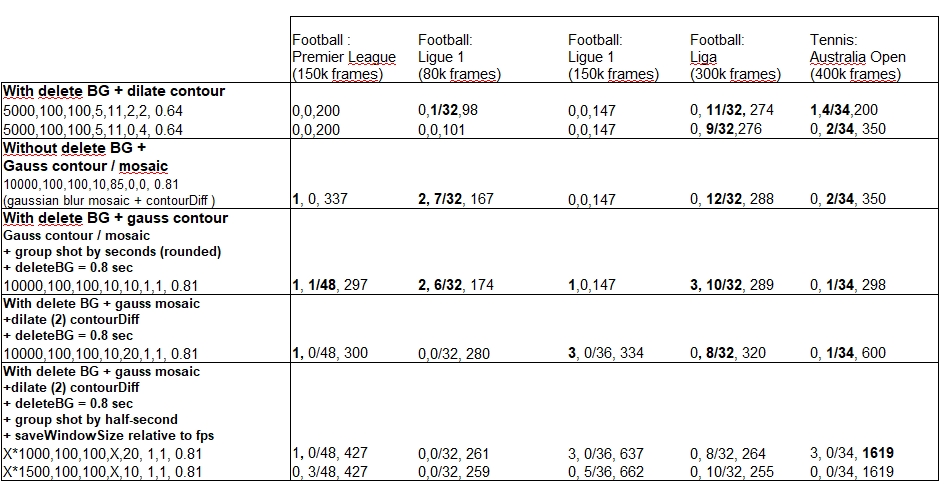 Football : Football: Football: Football: Tennis:
Premier League Ligue 1 Ligue 1 Liga Australia Open
(150k frames) (80k frames) (150k frames) (300k frames) (400k frames)
With delete BG + dilate contour
5000,100,100,5,11,2,2, 0.64 0,0,200 0,1/32,98 0,0,147 0, 11/32, 274 1,4/34,200
5000,100,100,5,11,0,4, 0.64 0,0,200 0,0,101 0,0,147 0, 9/32,276 0, 2/34, 350
Without delete BG +
Gauss contour / mosaic
10000,100,100,10,85,0,0, 0.81
(gaussian blur mosaic + contourDiff ) 1, 0, 337 2, 7/32, 167 0,0,147 0, 12/32, 288 0, 2/34, 350
With delete BG + gauss contour
Gauss contour / mosaic
+ group shot by seconds (rounded)
+ deleteBG = 0.8 sec
10000,100,100,10,10,1,1, 0.81 1, 1/48, 297 2, 6/32, 174 1,0,147 3, 10/32, 289 0, 1/34, 298
With delete BG + gauss mosaic
+dilate (2) contourDiff
+ deleteBG = 0.8 sec
10000,100,100,10,20,1,1, 0.81 1, 0/48, 300 0,0/32, 280 3, 0/36, 334 0, 8/32, 320 0, 1/34, 600
With delete BG + gauss mosaic
+dilate (2) contourDiff
+ deleteBG = 0.8 sec
+ group shot by half-second
+ saveWindowSize relative to fps
X*1000,100,100,X,20, 1,1, 0.81 1, 0/48, 427 0,0/32, 261 3, 0/36, 637 0, 8/32, 264 3, 0/34, 1619
X*1500,100,100,X,10, 1,1, 0.81 0, 3/48, 427 0,0/32, 259 0, 5/36, 662 0, 10/32, 255 0, 0/34, 1619